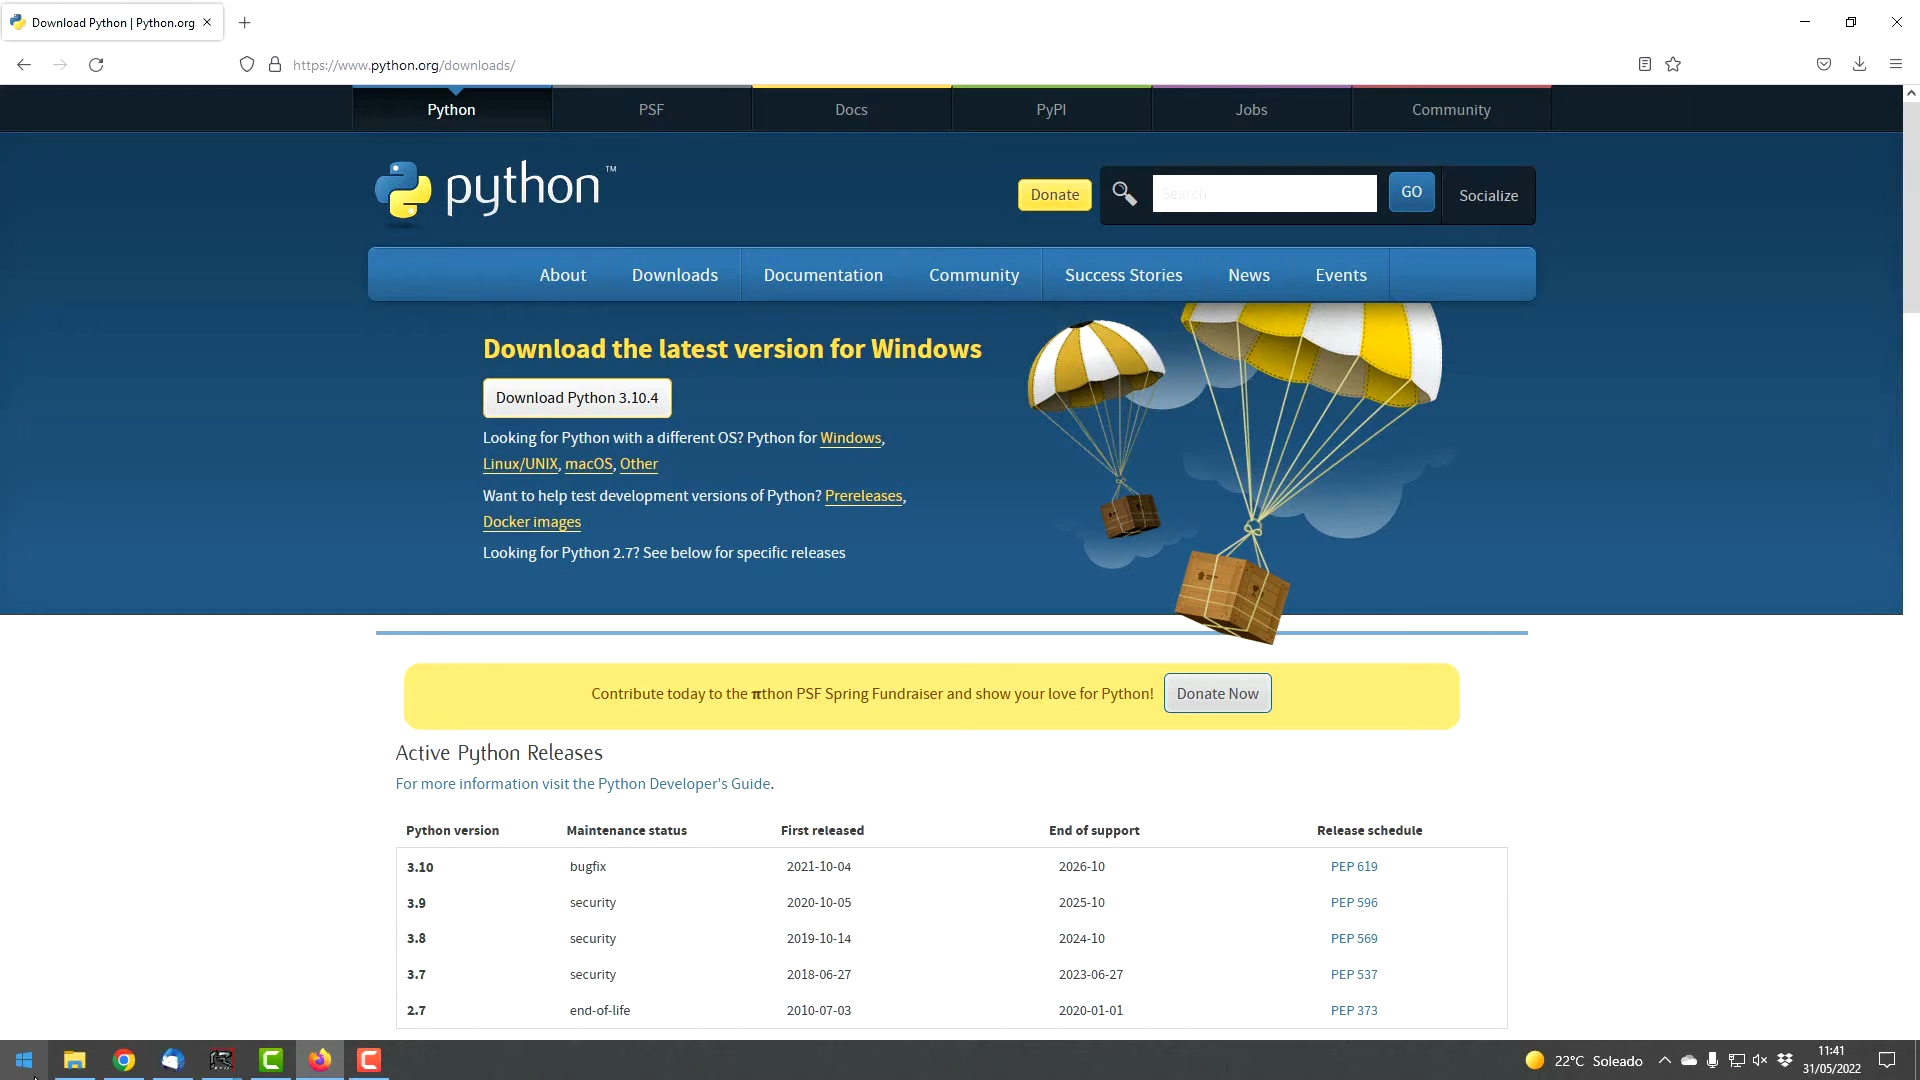 Download Python | Python.org
https://www.python.org/downloads/
Python
PSF
Docs
PyPI
Jobs
Community
python™
Donate
Search
GO
Socialize
About
Downloads
Documentation
Community
Success Stories
News
Events
Download the latest version for Windows
Download Python 3.10.4
Looking for Python with a different OS? Python for Windows,
Linux/UNIX, macOS, Other
Want to help test development versions of Python? Prereleases,
Docker images
Looking for Python 2.7? See below for specific releases
Contribute today to the πthon PSF Spring Fundraiser and show your love for Python! Donate Now
Active Python Releases
For more information visit the Python Developer's Guide.
Python version Maintenance status First released End of support Release schedule
3.10 bugfix 2021-10-04 2026-10 PEP 619
3.9 security 2020-10-05 2025-10 PEP 596
3.8 security 2019-10-14 2024-10 PEP 569
3.7 security 2018-06-27 2023-06-27 PEP 537
2.7 end-of-life 2010-07-03 2020-01-01 PEP 373
22°C Soleado
11:41
31/05/2022